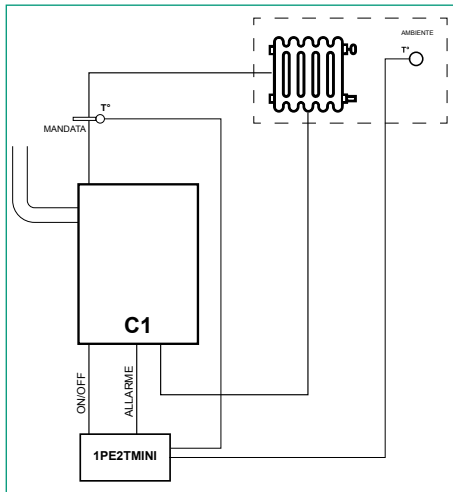 AMBIENTE
T°
T°
MANDATA
C1
ON/OFF
ALLARME
1PE2TMINI